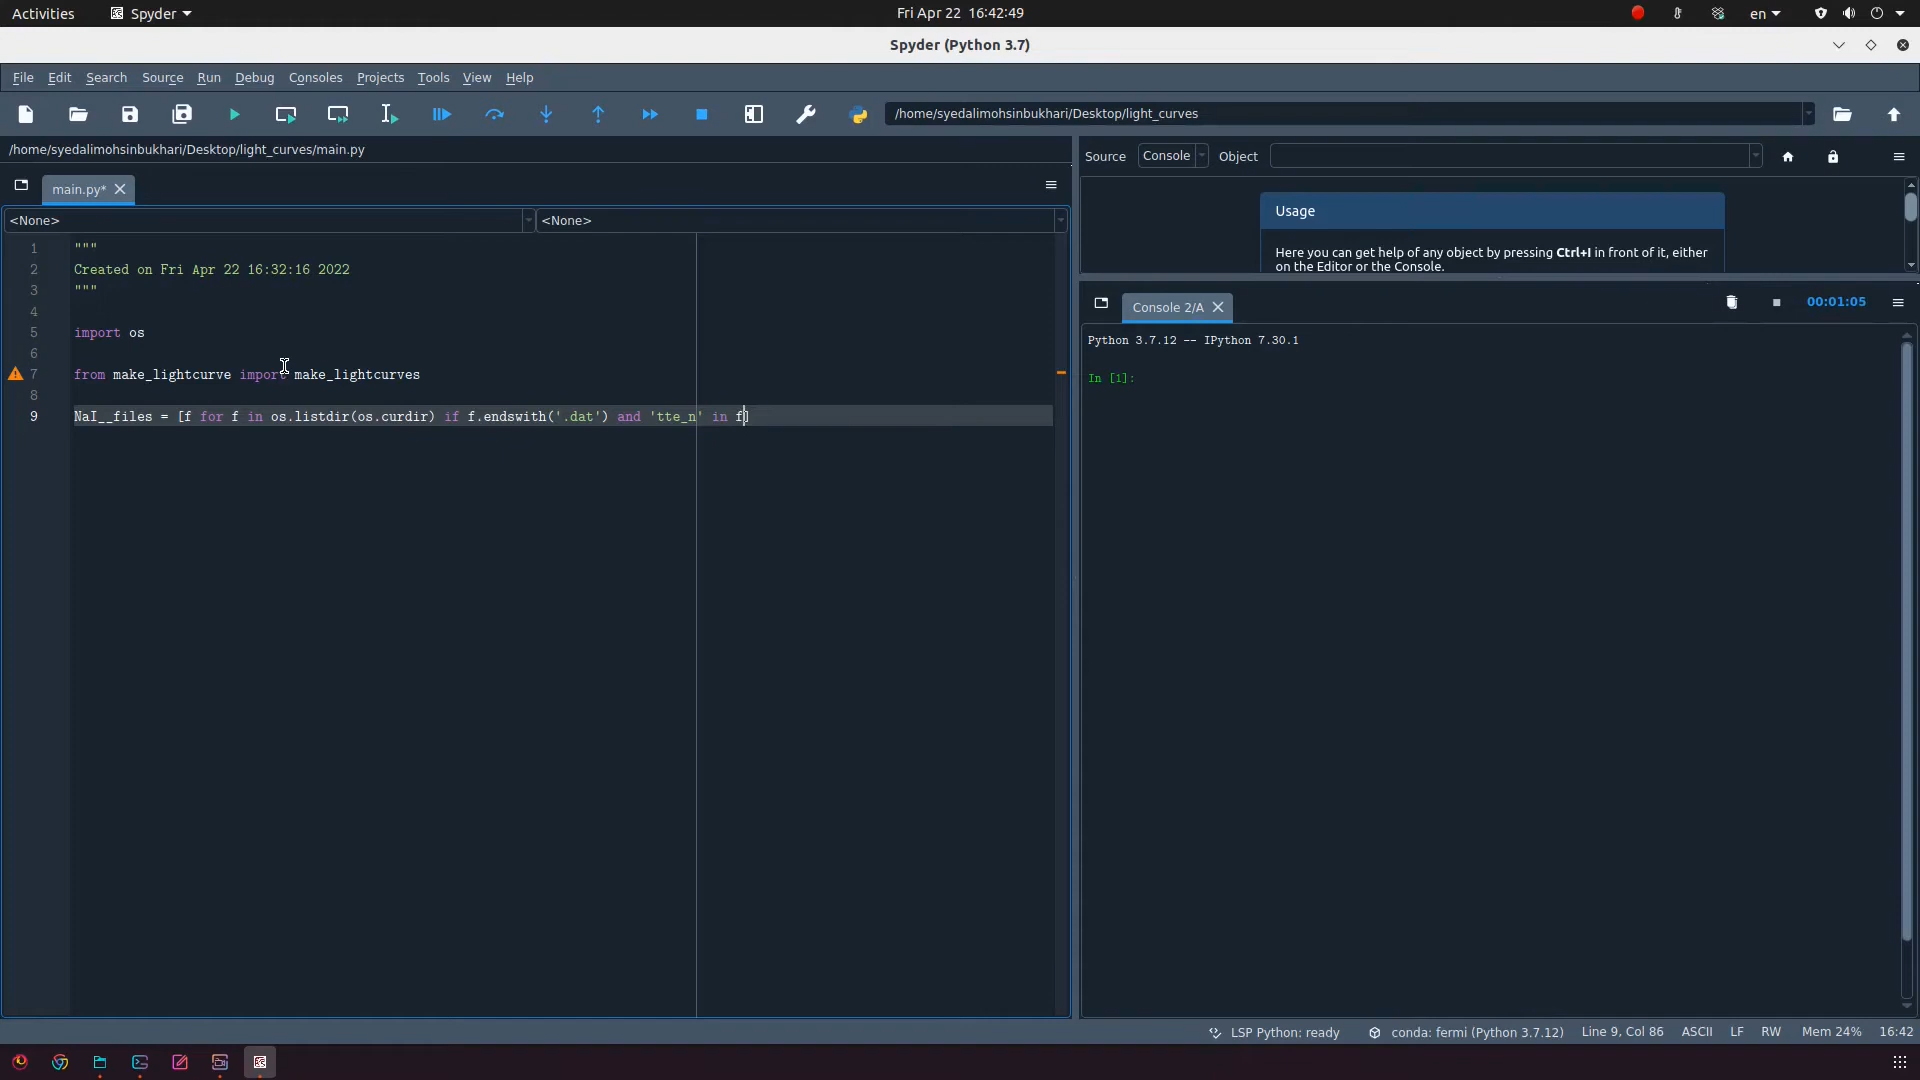 Activities
Spyder
Fri Apr 22 16:42:49
en
Spyder (Python 3.7)
File Edit Search Source Run Debug Consoles Projects Tools View Help
/home/syedalimohsinbukhari/Desktop/light_curves
/home/syedalimohsinbukhari/Desktop/light_curves/main.py
main.py*
<None>
<None>
1 """
2 Created on Fri Apr 22 16:32:16 2022
3 """
4
5 import os
6
7 from make_lightcurve import make_lightcurves
8
9 NaI__files = [f for f in os.listdir(os.curdir) if f.endswith('.dat') and 'tte_n' in f]
Source Console Object
Usage
Here you can get help of any object by pressing Ctrl+I in front of it, either
on the Editor or the Console.
Console 2/A
00:01:05
Python 3.7.12 -- IPython 7.30.1
In [1]:
LSP Python: ready
conda: fermi (Python 3.7.12)
Line 9, Col 86
ASCII
LF
RW
Mem 24%
16:42